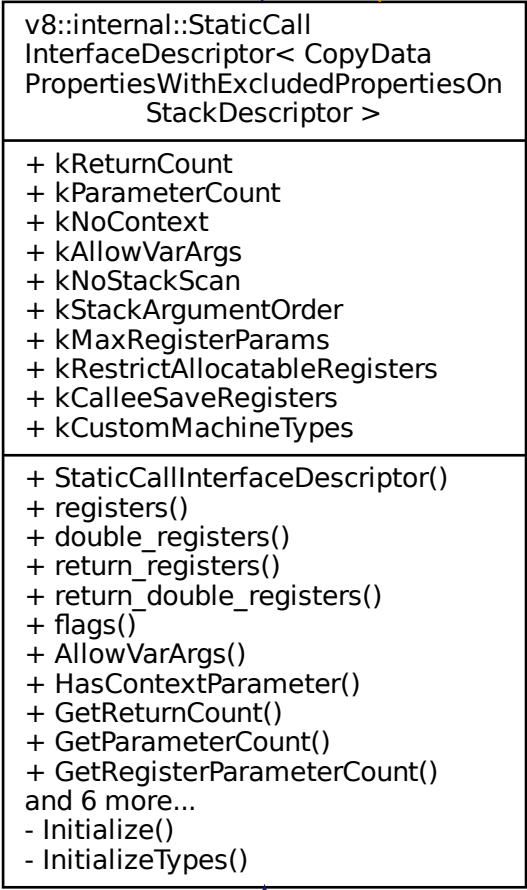 v8::internal::StaticCall
InterfaceDescriptor< CopyData
PropertiesWithExcludedPropertiesOn
StackDescriptor >
+ kReturnCount
+ kParameterCount
+ kNoContext
+ kAllowVarArgs
+ kNoStackScan
+ kStackArgumentOrder
+ kMaxRegisterParams
+ kRestrictAllocatableRegisters
+ kCalleeSaveRegisters
+ kCustomMachineTypes
+ StaticCallInterfaceDescriptor()
+ registers()
+ double_registers()
+ return_registers()
+ return_double_registers()
+ flags()
+ AllowVarArgs()
+ HasContextParameter()
+ GetReturnCount()
+ GetParameterCount()
+ GetRegisterParameterCount()
and 6 more...
- Initialize()
- InitializeTypes()